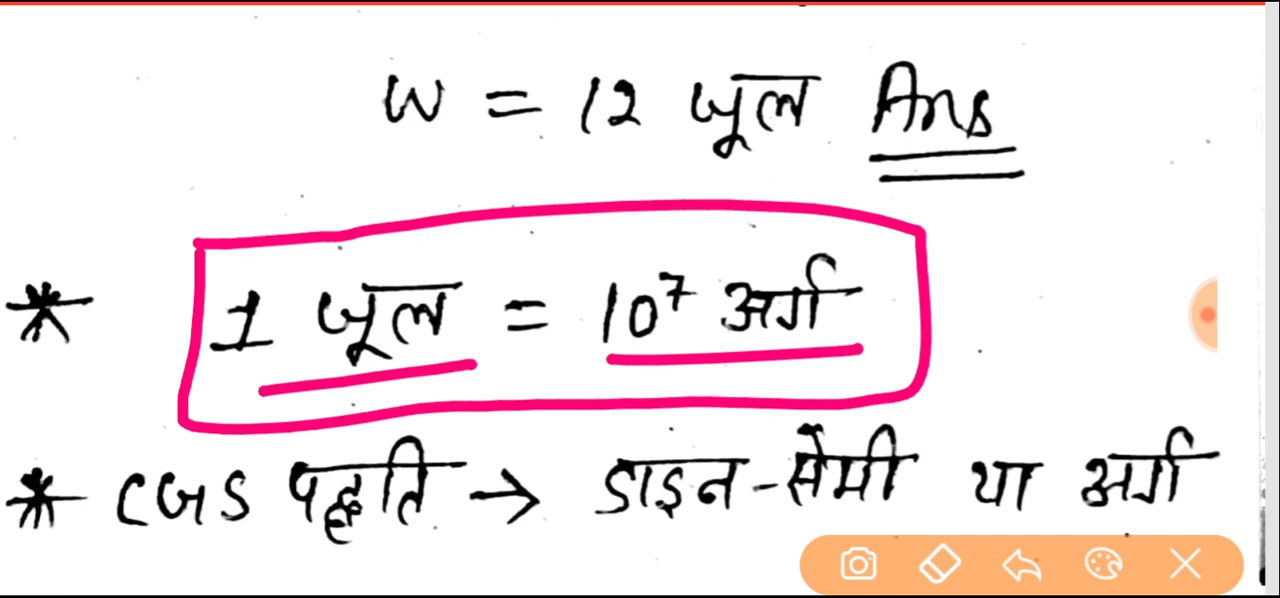 W = 12 जूल Ans
* 1 जूल = 10⁷ अर्ग
* CGS पद्धति → डाइन-सेमी या अर्ग